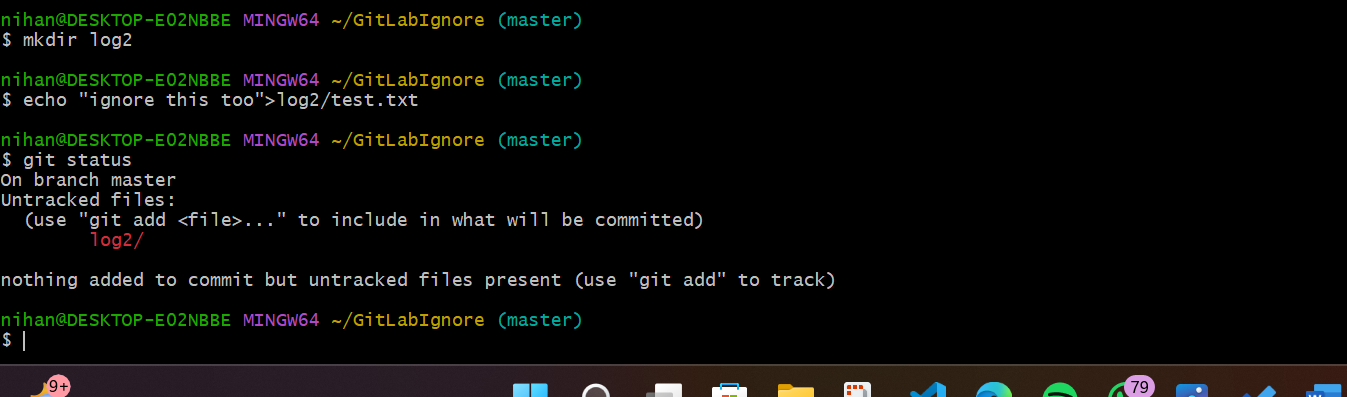 nihan@DESKTOP-E02NBBE MINGW64 ~/GitLabIgnore (master)
$ mkdir log2
nihan@DESKTOP-E02NBBE MINGW64 ~/GitLabIgnore (master)
$ echo "ignore this too">log2/test.txt
nihan@DESKTOP-E02NBBE MINGW64 ~/GitLabIgnore (master)
$ git status
On branch master
Untracked files:
  (use "git add <file>..." to include in what will be committed)
        log2/
nothing added to commit but untracked files present (use "git add" to track)
nihan@DESKTOP-E02NBBE MINGW64 ~/GitLabIgnore (master)
$
9+
79